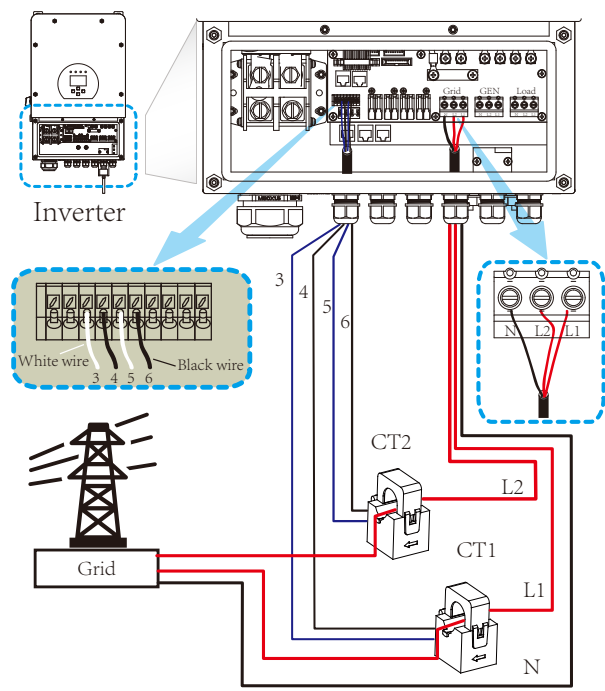 Grid
GEN
Load
Inverter
3
4
5
6
White wire
3
4
5
6
Black wire
N
L2
L1
CT2
L2
CT1
L1
Grid
N